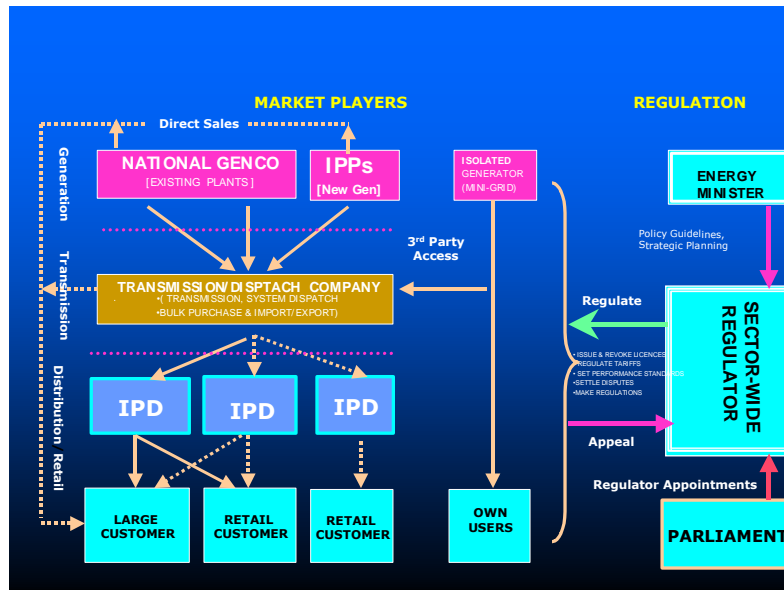 MARKET PLAYERS
REGULATION
Direct Sales
Generation
Transmission
Distribution / Retail
NATIONAL GENCO
[EXISTING PLANTS]
IPPs
[New Gen]
ISOLATED
GENERATOR
(MINI-GRID)
ENERGY
MINISTER
Policy Guidelines,
Strategic Planning
3rd Party
Access
TRANSMISSION/DISPTACH COMPANY
•( TRANSMISSION, SYSTEM DISPATCH
•BULK PURCHASE & IMPORT/EXPORT)
Regulate
SECTOR-WIDE
REGULATOR
• ISSUE & REVOKE LICENCES
• REGULATE TARIFFS
• SET PERFORMANCE STANDARDS
•SETTLE DISPUTES
•MAKE REGULATIONS
IPD
IPD
IPD
Appeal
Regulator Appointments
LARGE
CUSTOMER
RETAIL
CUSTOMER
RETAIL
CUSTOMER
OWN
USERS
PARLIAMENT